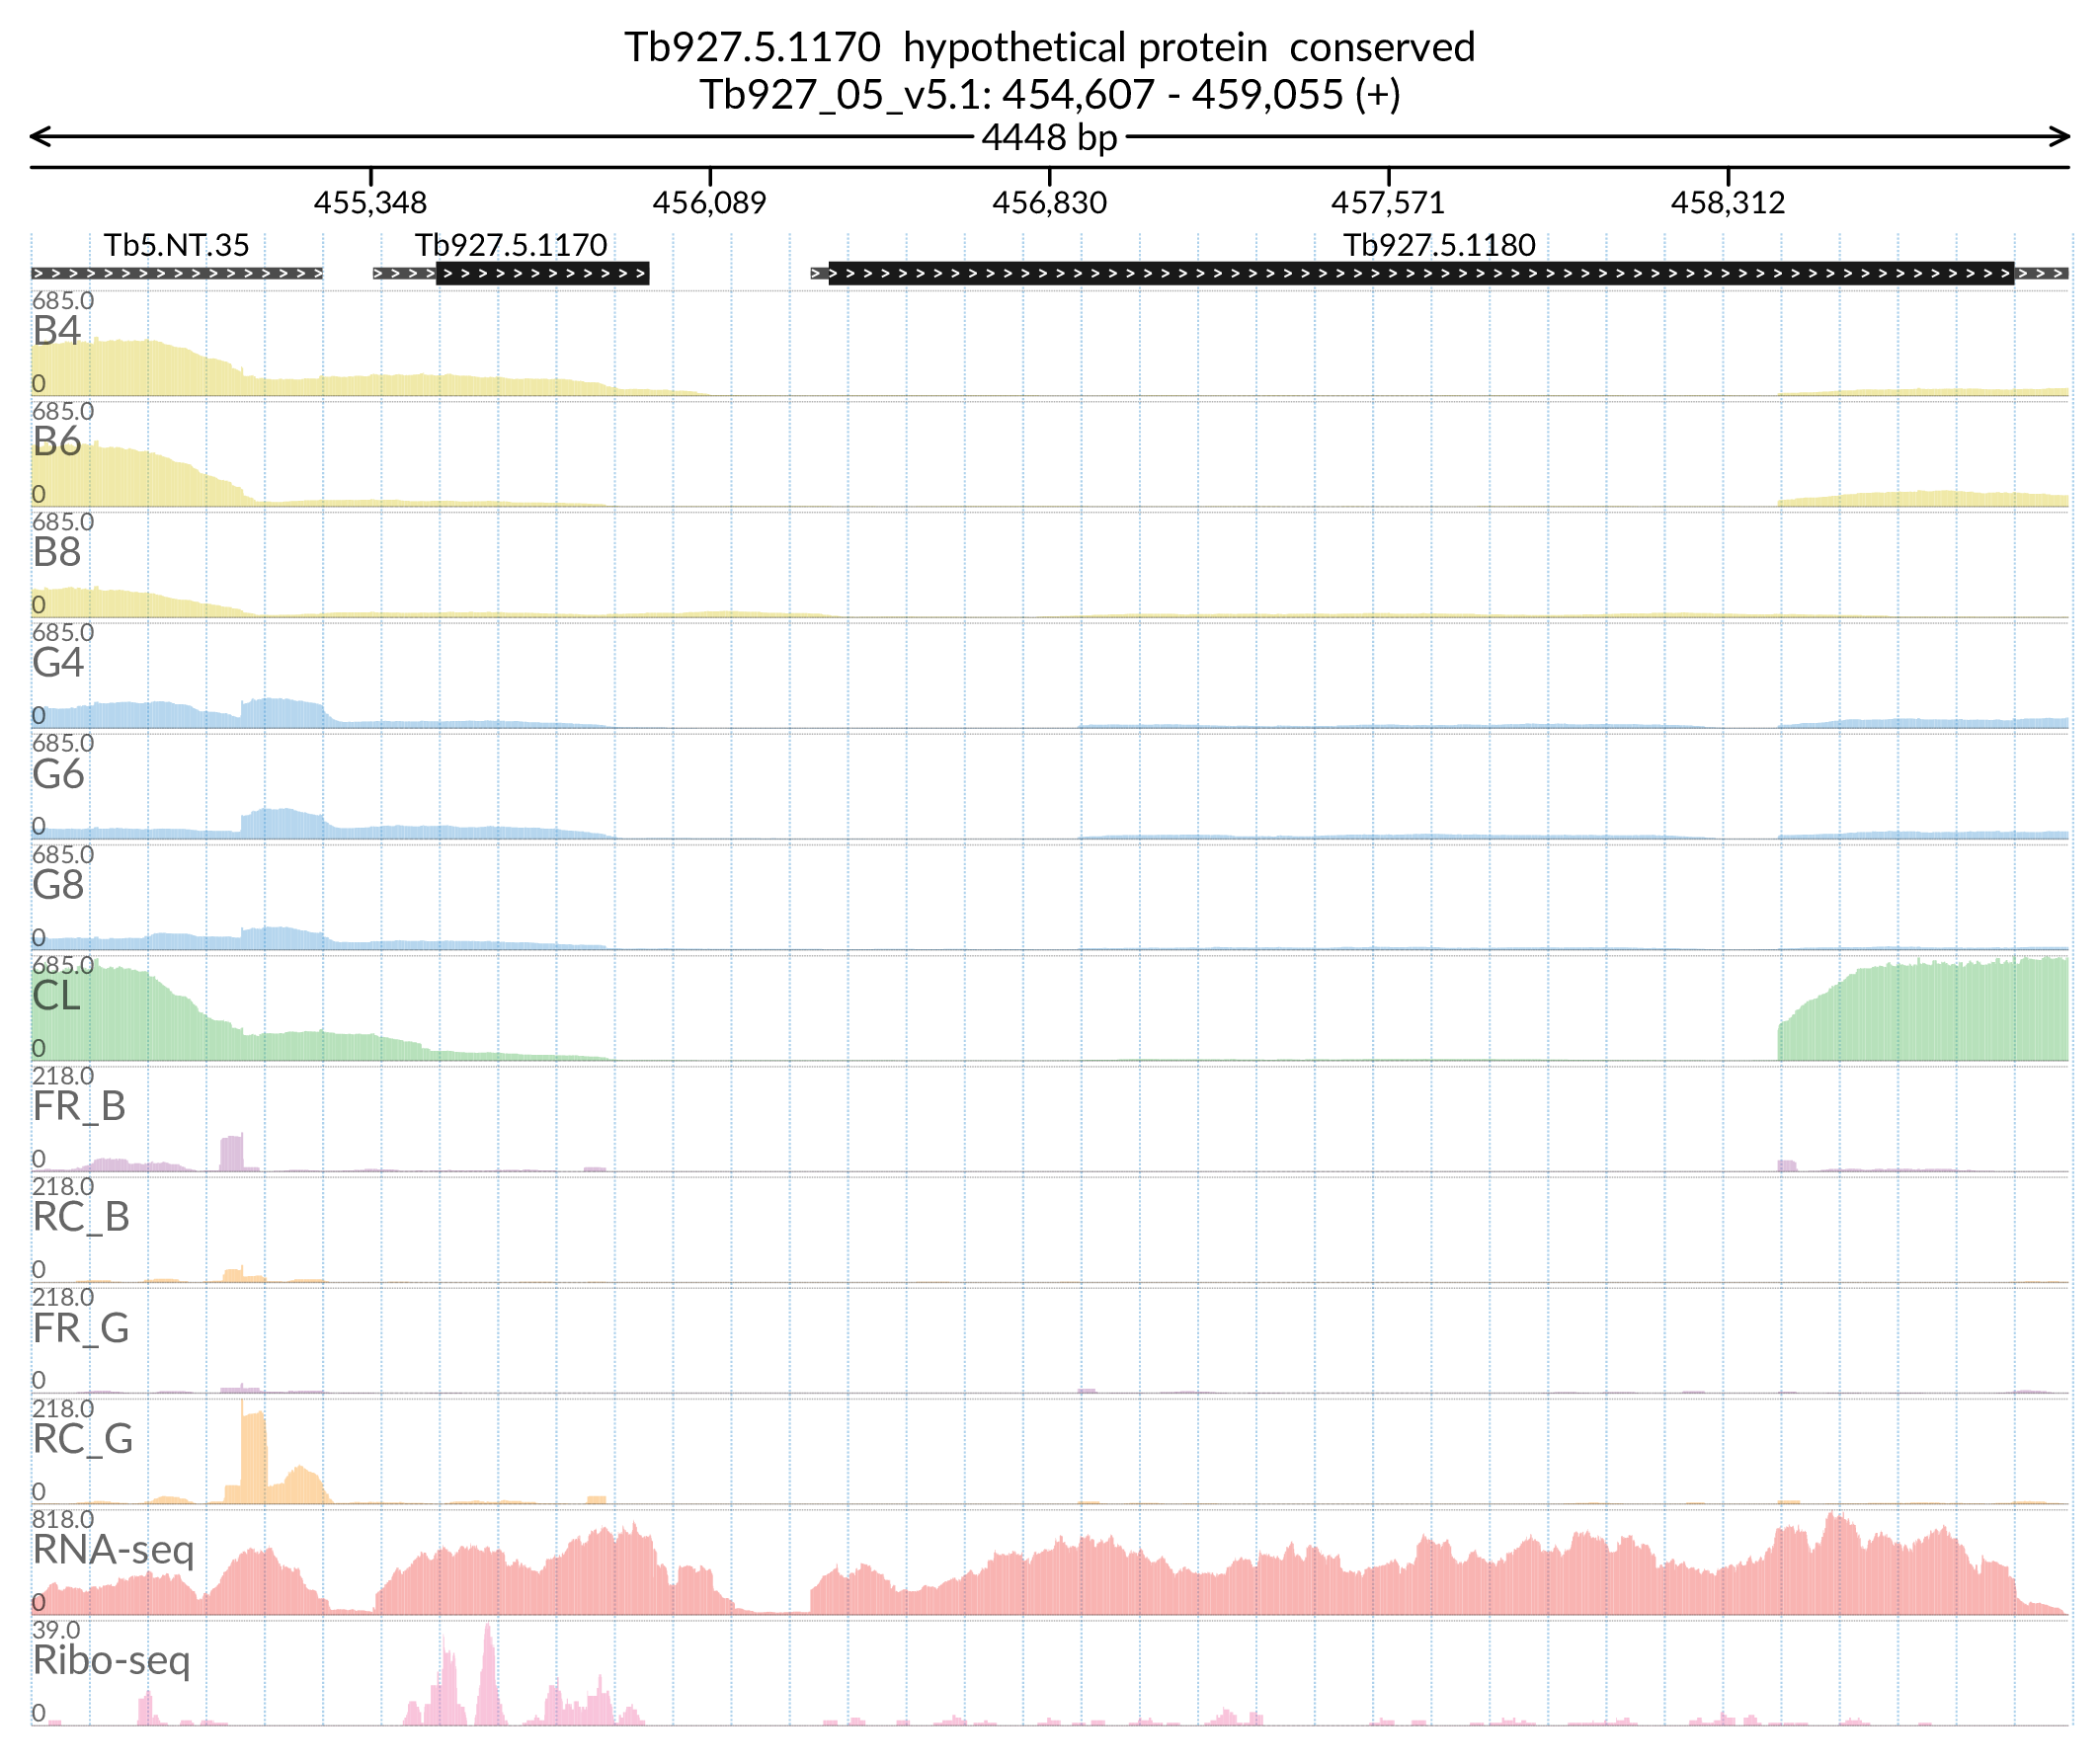 Tb927.5.1170 hypothetical protein conserved
Tb927_05_v5.1: 454,607 - 459,055 (+)
4448 bp
455,348 456,089 456,830 457,571 458,312
Tb5.NT.35 Tb927.5.1170 Tb927.5.1180
685.0
B4
0
685.0
B6
0
685.0
B8
0
685.0
G4
0
685.0
G6
0
685.0
G8
0
685.0
CL
0
218.0
FR_B
0
218.0
RC_B
0
218.0
FR_G
0
218.0
RC_G
0
818.0
RNA-seq
0
39.0
Ribo-seq
0